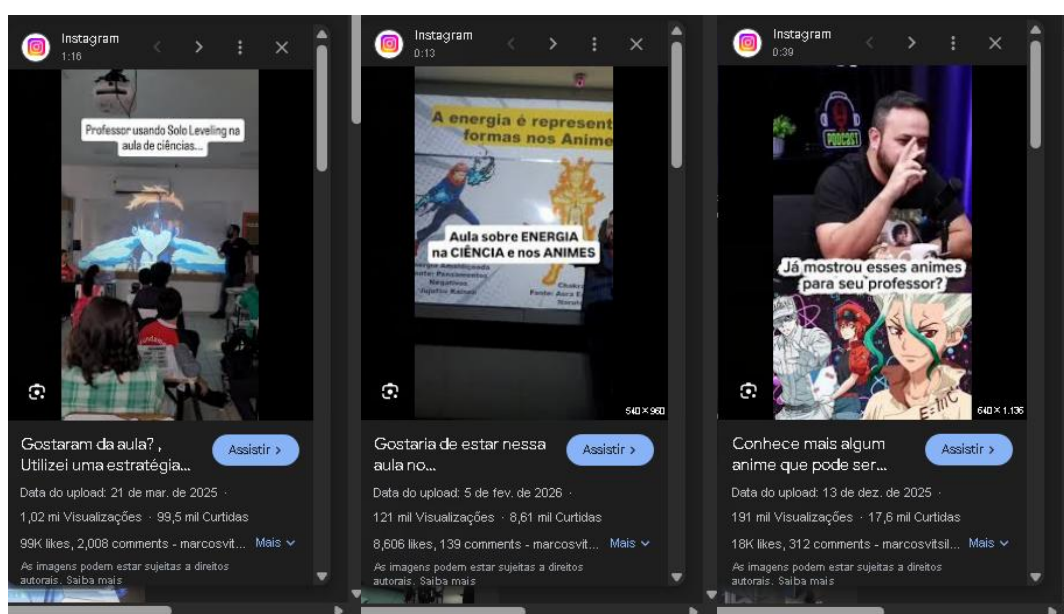 Instagram
1:16
Professor usando Solo Leveling na
aula de ciências...
Gostaram da aula? ,
Utilizei uma estratégia...
Assistir >
Data do upload: 21 de mar. de 2025 ·
1,02 mi Visualizações · 99,5 mil Curtidas
99K likes, 2,008 comments - marcosvit... Mais
As imagens podem estar sujeitas a direitos
autorais. Saiba mais
Instagram
0:13
A energia é represent
formas nos Anime
Aula sobre ENERGIA
na CIÊNCIA e nos ANIMES
Negativos
Jujutsu Kaisen
Chakra
Naruto
540 × 960
Gostaria de estar nessa
aula no...
Assistir >
Data do upload: 5 de fev. de 2026 ·
121 mil Visualizações · 8,61 mil Curtidas
8,606 likes, 139 comments - marcosvit... Mais
As imagens podem estar sujeitas a direitos
autorais. Saiba mais
Instagram
0:39
PODCAST
Já mostrou esses animes
para seu professor?
E=mc²
640 × 1.136
Conhece mais algum
anime que pode ser...
Assistir >
Data do upload: 13 de dez. de 2025 ·
191 mil Visualizações · 17,6 mil Curtidas
18K likes, 312 comments - marcosvitsil... Mais
As imagens podem estar sujeitas a direitos
autorais. Saiba mais